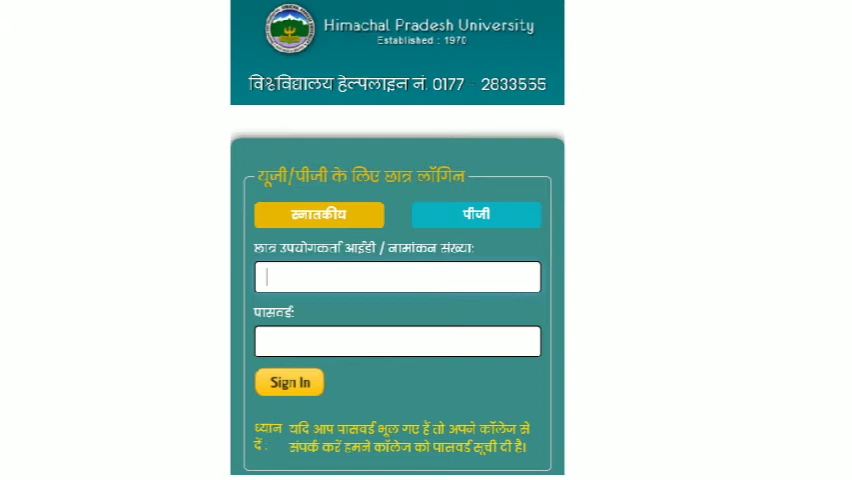 Himachal Pradesh University
Established : 1970
विश्वविद्यालय हेल्पलाइन नं. 0177 - 2833555
यूजी/पीजी के लिए छात्र लॉगिन
स्नातकीय
पीजी
छात्र उपयोगकर्ता आईडी / नामांकन संख्या:
पासवर्ड:
Sign In
ध्यान दें : यदि आप पासवर्ड भूल गए हैं तो अपने कॉलेज से
संपर्क करें हमने कॉलेज को पासवर्ड सूची दी है।